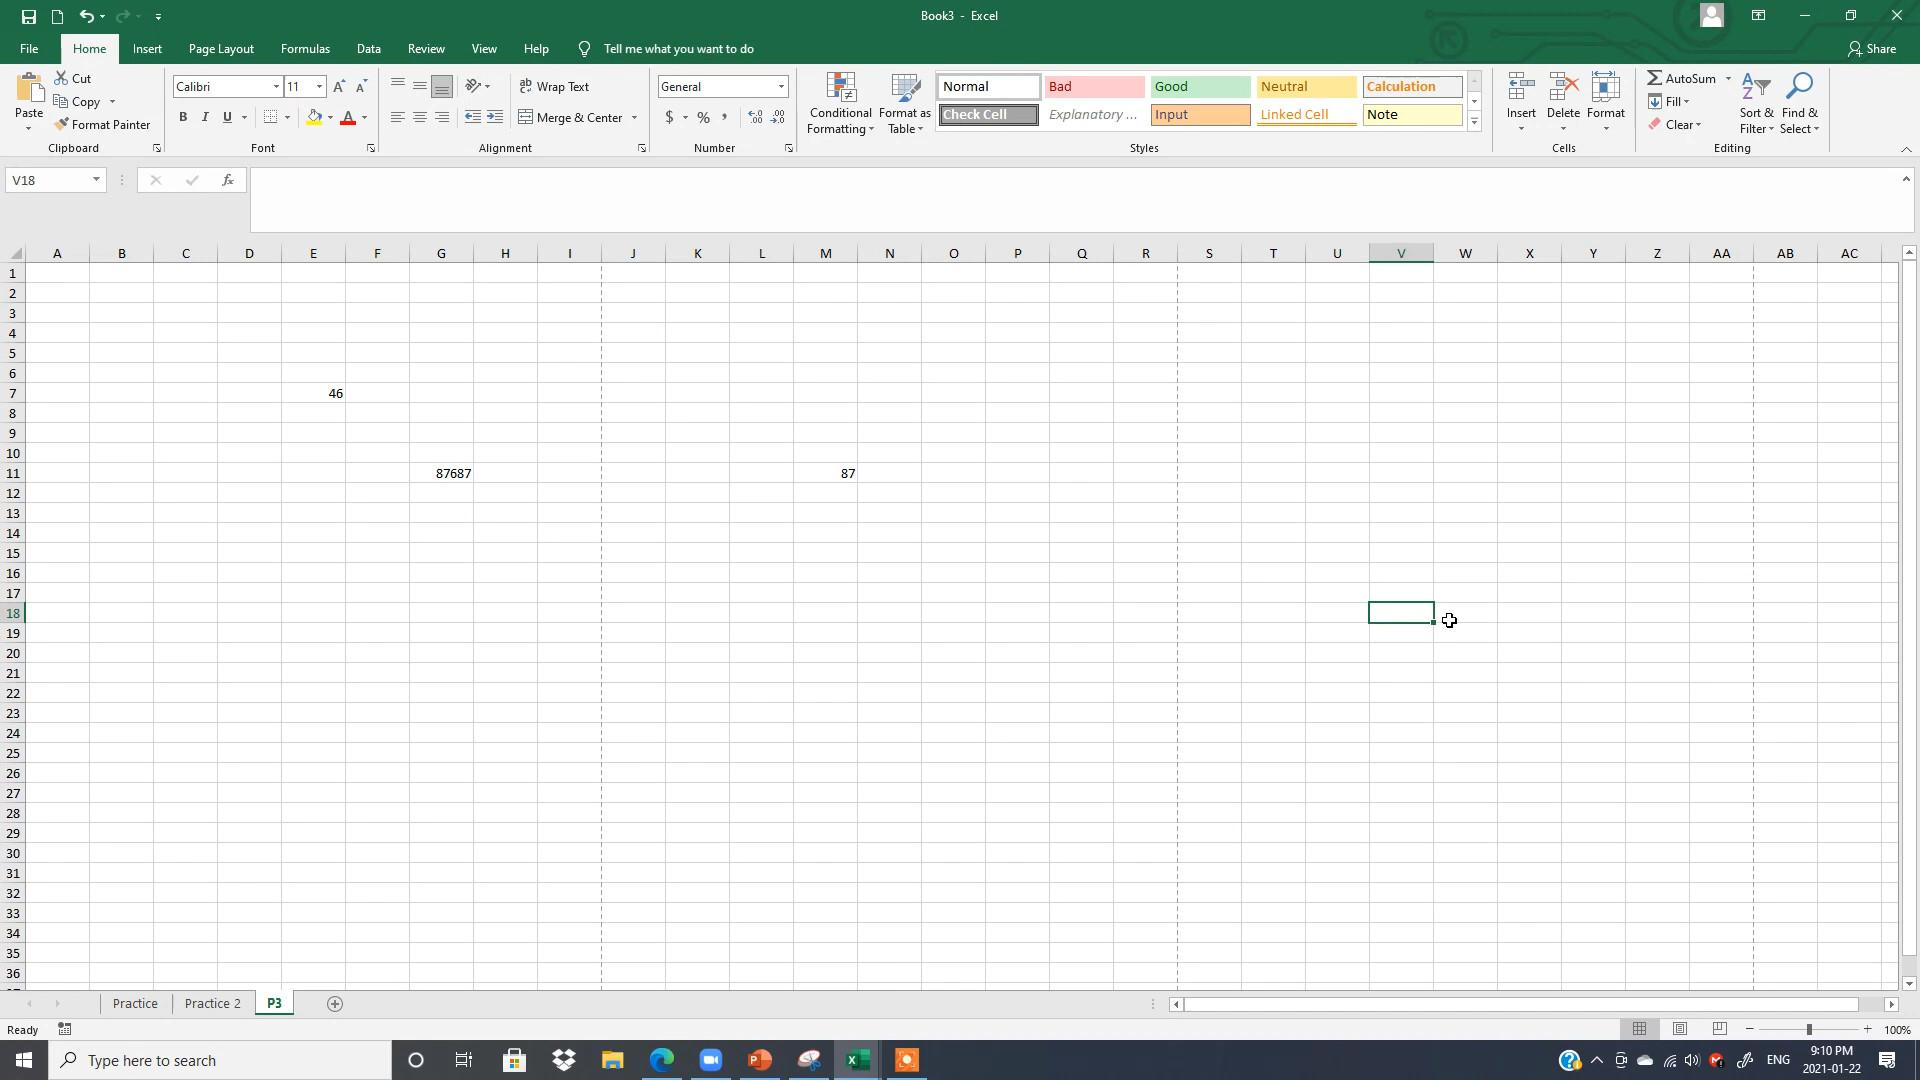 Book3 - Excel
File Home Insert Page Layout Formulas Data Review View Help Tell me what you want to do Share
Paste Cut Copy Format Painter Clipboard
Calibri 11 A A B I U A Font
ab Wrap Text Merge & Center Alignment
General $ % , .00 Number
Conditional Formatting Format as Table
Normal Bad Good Neutral Calculation
Check Cell Explanatory ... Input Linked Cell Note
Styles
Insert Delete Format Cells
AutoSum Fill Clear Sort & Filter Find & Select Editing
V18 fx
A B C D E F G H I J K L M N O P Q R S T U V W X Y Z AA AB AC
1
2
3
4
5
6
7 46
8
9
10
11 87687 87
12
13
14
15
16
17
18
19
20
21
22
23
24
25
26
27
28
29
30
31
32
33
34
35
36
Practice Practice 2 P3
Ready 100%
Type here to search ENG 9:10 PM
2021-01-22